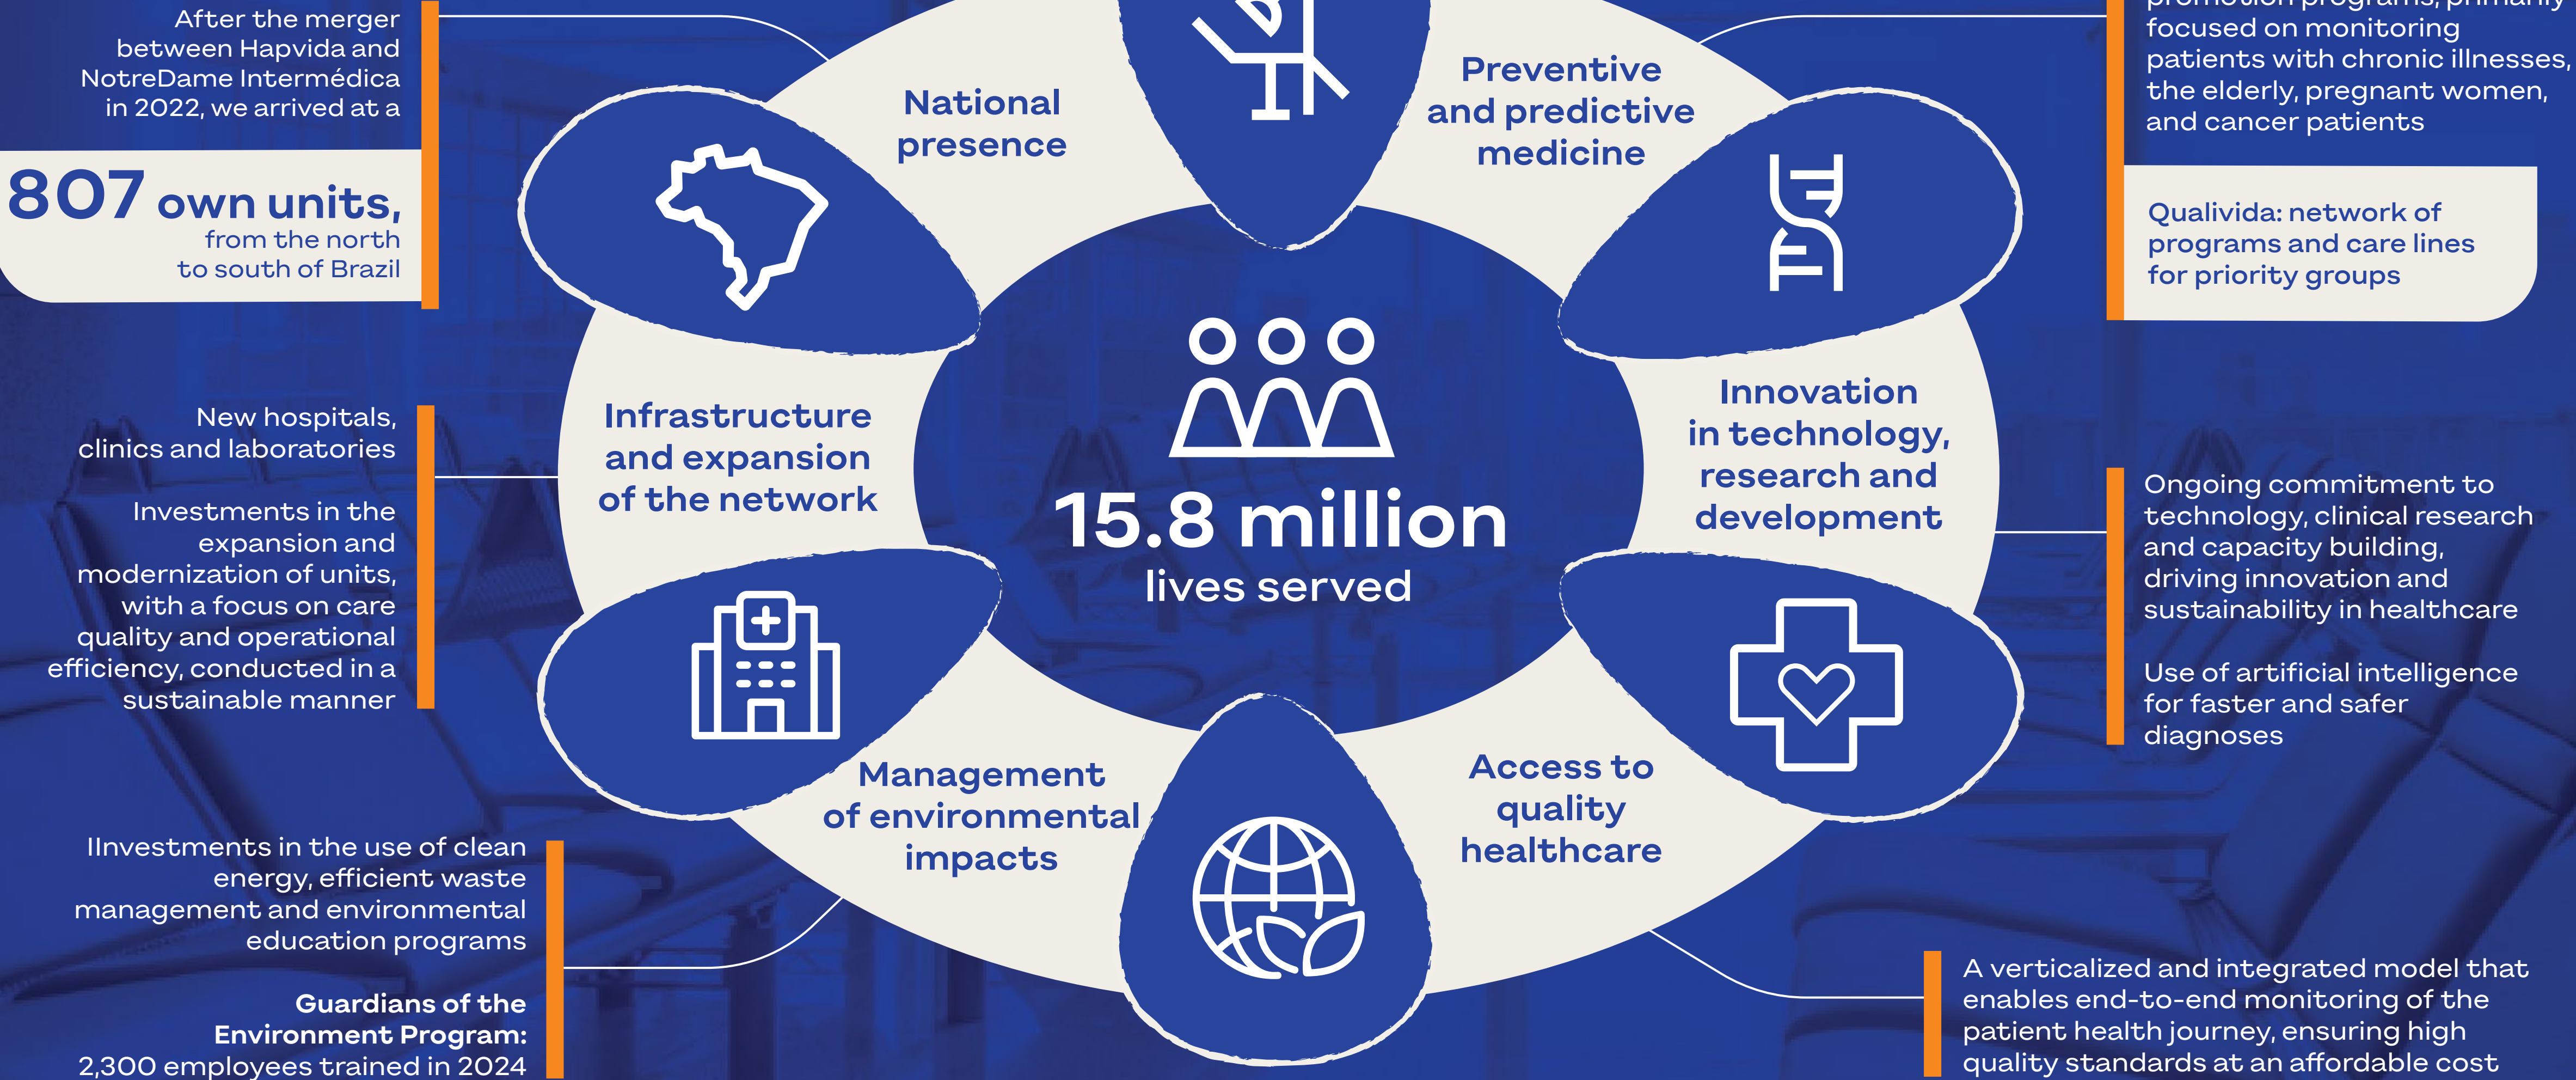 After the merger
between Hapvida and
NotreDame Intermédica
in 2022, we arrived at a
807 own units,
from the north
to south of Brazil
National
presence
Preventive
and predictive
medicine
promotion programs, primarily
focused on monitoring
patients with chronic illnesses,
the elderly, pregnant women,
and cancer patients
Qualivida: network of
programs and care lines
for priority groups
New hospitals,
clinics and laboratories
Investments in the
expansion and
modernization of units,
with a focus on care
quality and operational
efficiency, conducted in a
sustainable manner
Infrastructure
and expansion
of the network
15.8 million
lives served
Innovation
in technology,
research and
development
Ongoing commitment to
technology, clinical research
and capacity building,
driving innovation and
sustainability in healthcare
Use of artificial intelligence
for faster and safer
diagnoses
IInvestments in the use of clean
energy, efficient waste
management and environmental
education programs
Guardians of the
Environment Program:
2,300 employees trained in 2024
Management
of environmental
impacts
Access to
quality
healthcare
A verticalized and integrated model that
enables end-to-end monitoring of the
patient health journey, ensuring high
quality standards at an affordable cost